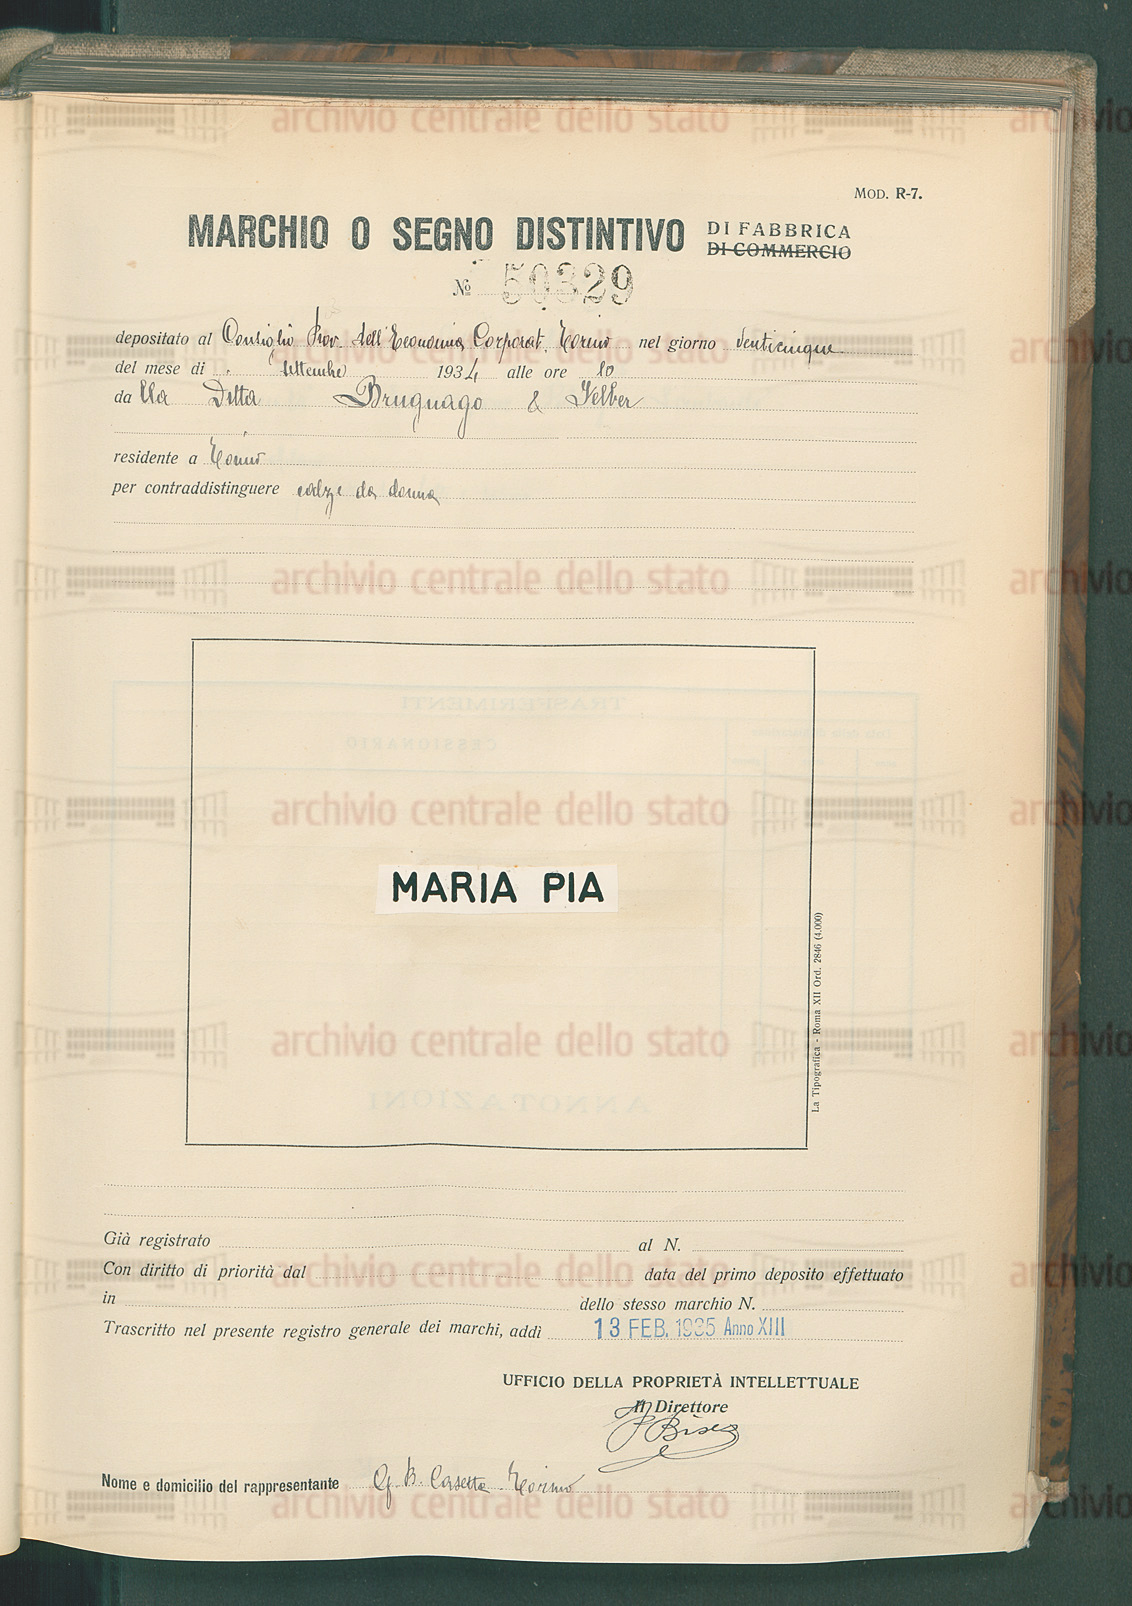 MOD. R-7.
MARCHIO O SEGNO DISTINTIVO DI FABBRICA
DI COMMERCIO
No 50329
depositato al Consiglio Prov. dell'Economia Corporat. Torino nel giorno venticinque
del mese di settembre 1934 alle ore 10
da lla Ditta Brugnago & Felber
residente a Torino
per contraddistinguere calze da donna
MARIA PIA
La Tipografica - Roma XII Ord. 2846 (4.000)
Già registrato al N.
Con diritto di priorità dal data del primo deposito effettuato
in dello stesso marchio N.
Trascritto nel presente registro generale dei marchi, addì 13 FEB. 1935 Anno XIII
UFFICIO DELLA PROPRIETÀ INTELLETTUALE
Il Direttore
Nome e domicilio del rappresentante G. B. Casetta Torino
archivio centrale dello stato